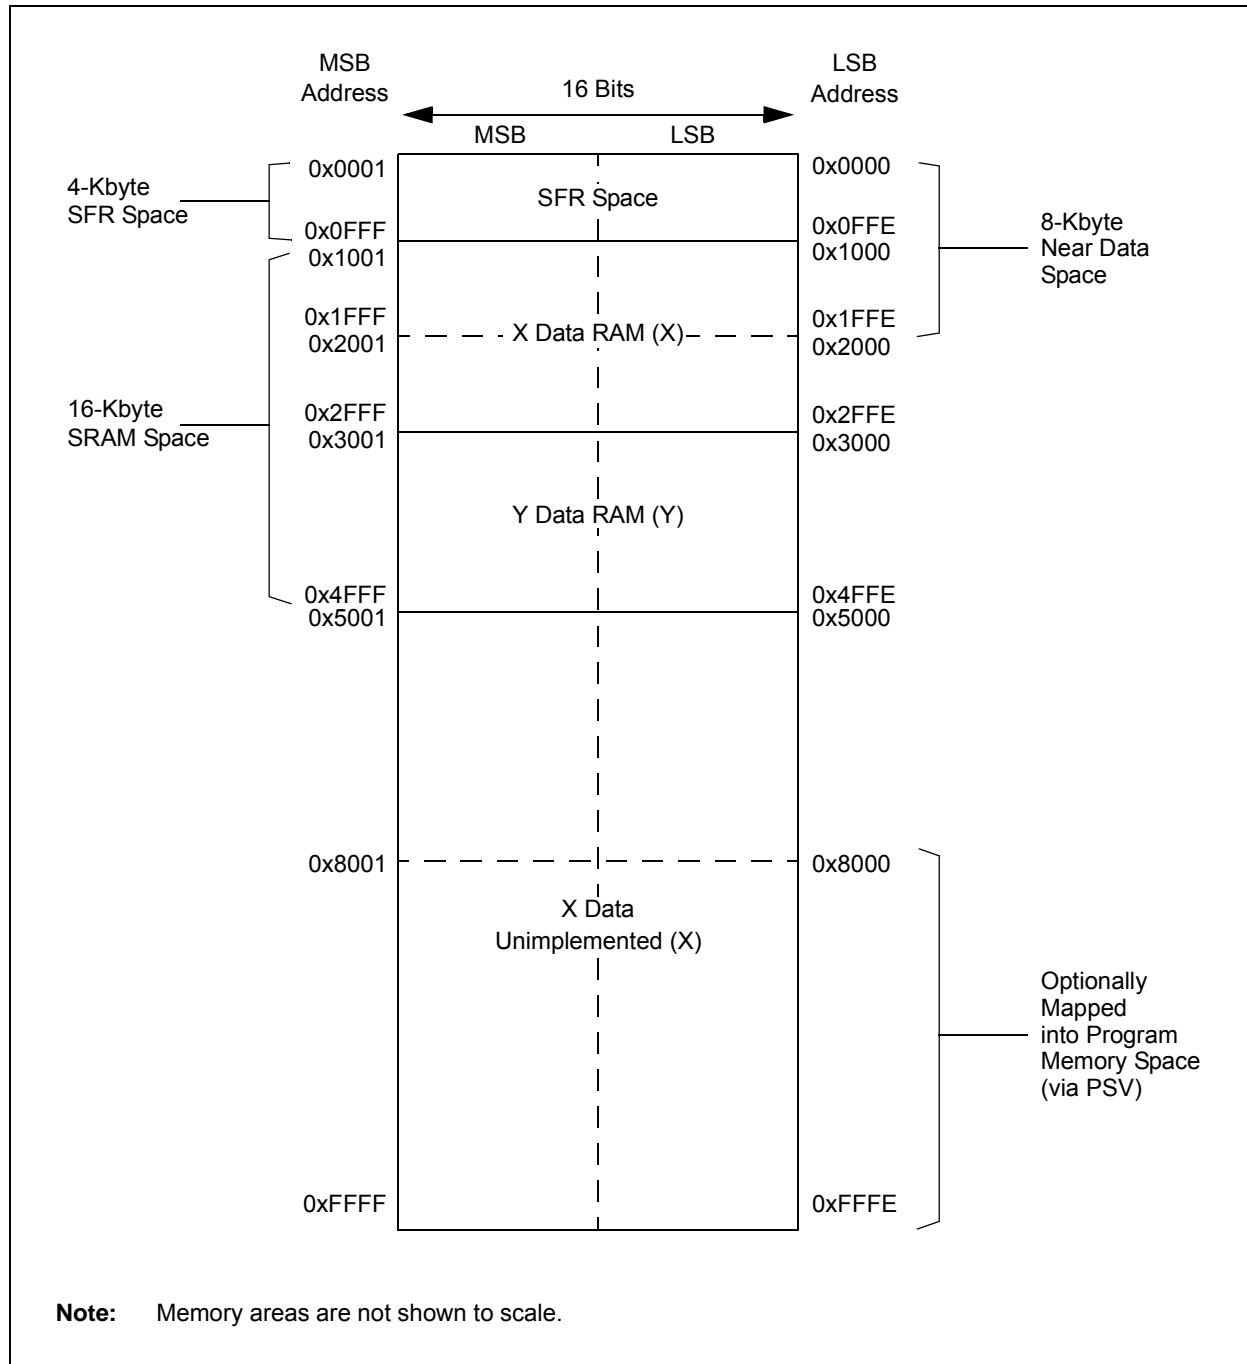 MSB
Address
LSB
Address
16 Bits
MSB
LSB
0x0001
0x0000
4-Kbyte
SFR Space
SFR Space
0x0FFF
0x0FFE
0x1001
0x1000
8-Kbyte
Near Data
Space
0x1FFF
0x1FFE
X Data RAM (X)
0x2001
0x2000
16-Kbyte
SRAM Space
0x2FFF
0x2FFE
0x3001
0x3000
Y Data RAM (Y)
0x4FFF
0x4FFE
0x5001
0x5000
0x8001
0x8000
X Data
Unimplemented (X)
Optionally
Mapped
into Program
Memory Space
(via PSV)
0xFFFF
0xFFFE
Note: Memory areas are not shown to scale.